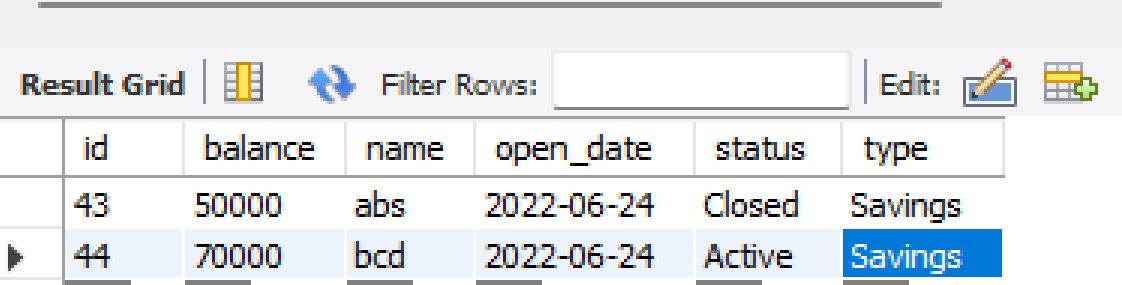 Result Grid Filter Rows: Edit:
id balance name open_date status type
43 50000 abs 2022-06-24 Closed Savings
44 70000 bcd 2022-06-24 Active Savings